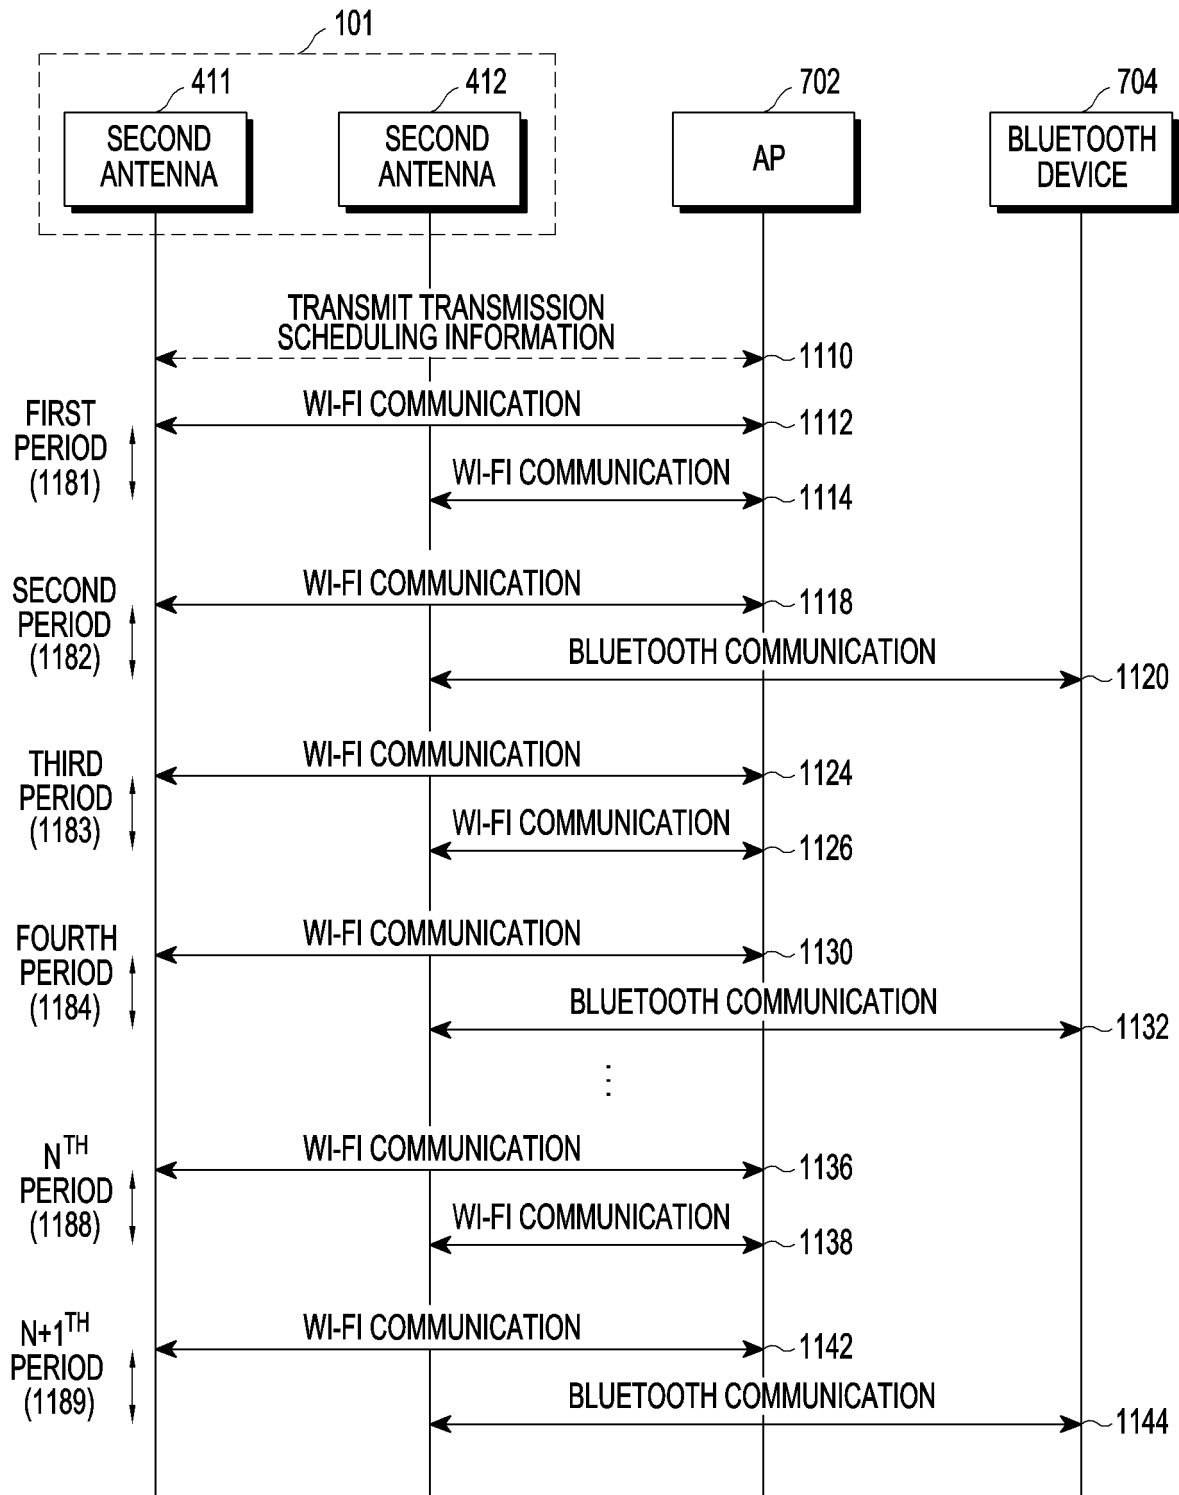 101
411
412
702
704
SECOND
ANTENNA
SECOND
ANTENNA
AP
BLUETOOTH
DEVICE
TRANSMIT TRANSMISSION
SCHEDULING INFORMATION
1110
FIRST
PERIOD
(1181)
WI-FI COMMUNICATION
1112
WI-FI COMMUNICATION
1114
SECOND
PERIOD
(1182)
WI-FI COMMUNICATION
1118
BLUETOOTH COMMUNICATION
1120
THIRD
PERIOD
(1183)
WI-FI COMMUNICATION
1124
WI-FI COMMUNICATION
1126
FOURTH
PERIOD
(1184)
WI-FI COMMUNICATION
1130
BLUETOOTH COMMUNICATION
1132
N^TH
PERIOD
(1188)
WI-FI COMMUNICATION
1136
WI-FI COMMUNICATION
1138
N+1^TH
PERIOD
(1189)
WI-FI COMMUNICATION
1142
BLUETOOTH COMMUNICATION
1144